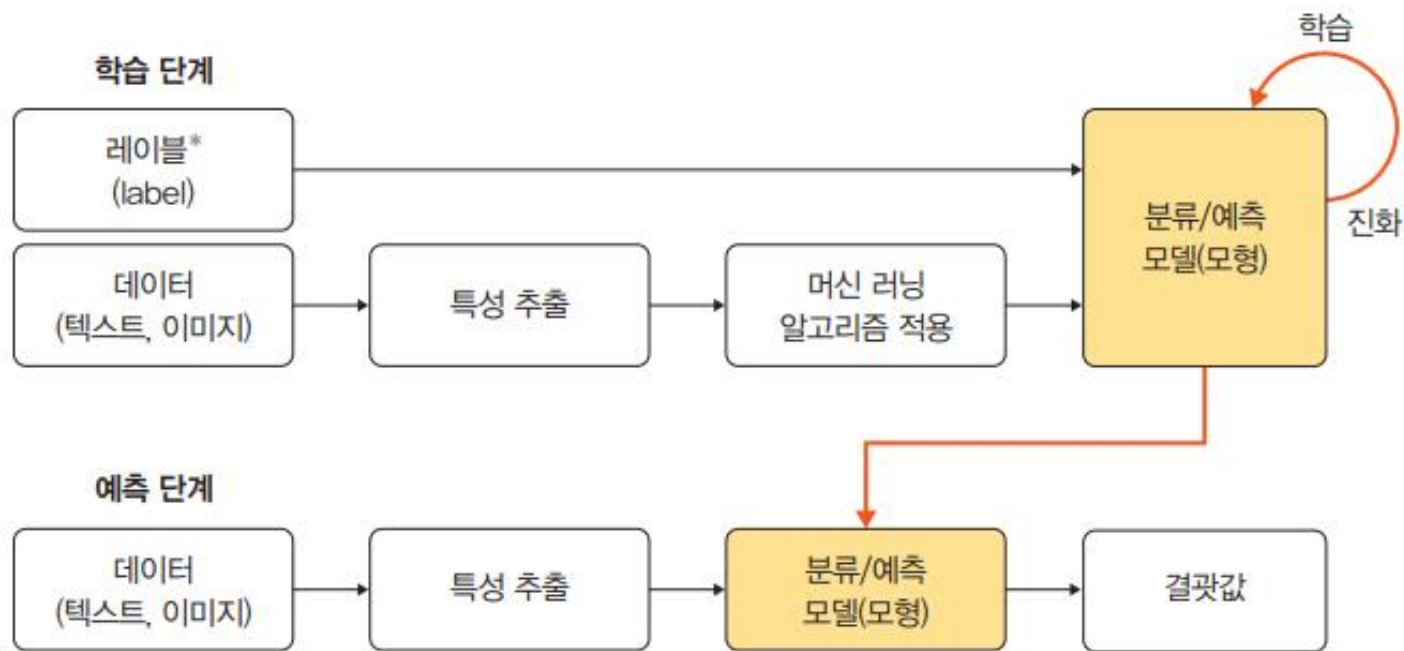 학습
학습 단계
레이블*
(label)
분류/예측
모델(모형)
진화
데이터
(텍스트, 이미지)
특성 추출
머신 러닝
알고리즘 적용
예측 단계
데이터
(텍스트, 이미지)
특성 추출
분류/예측
모델(모형)
결괏값